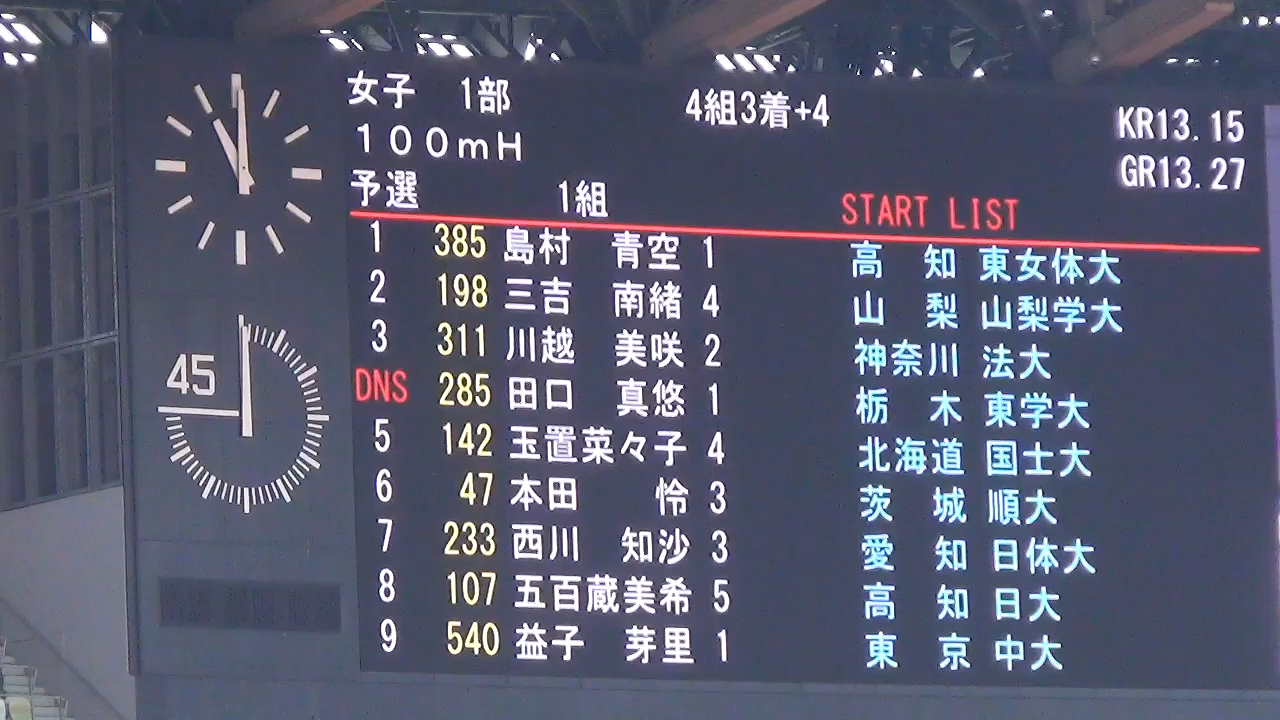 女子 1部
4組3着+4
KR13.15
100mH
GR13.27
予選 1組
START LIST
1 385 島村 青空 1 高 知 東女体大
2 198 三吉 南緒 4 山 梨 山梨学大
3 311 川越 美咲 2 神奈川 法大
DNS 285 田口 真悠 1 栃 木 東学大
5 142 玉置菜々子 4 北海道 国士大
6 47 本田 怜 3 茨 城 順大
7 233 西川 知沙 3 愛 知 日体大
8 107 五百蔵美希 5 高 知 日大
9 540 益子 芽里 1 東 京 中大
45